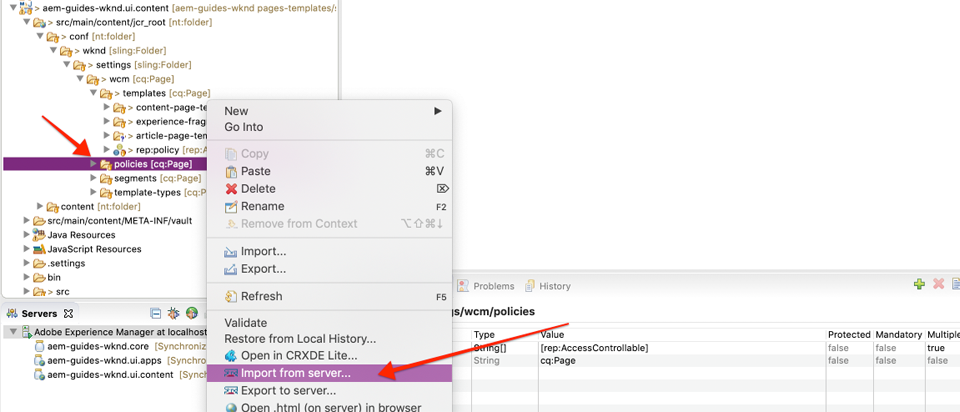 > aem-guides-wknd.ui.content [aem-guides-wknd pages-templates/s
> src/main/content/jcr_root [nt:folder]
> conf [nt:folder]
> wknd [sling:Folder]
> settings [sling:Folder]
> wcm [cq:Page]
> templates [cq:Page]
> content-page-te
> experience-frag
> article-page-tem
> rep:policy [rep:A
policies [cq:Page]
segments [cq:Page]
> template-types [cq:Page]
content [nt:folder]
src/main/content/META-INF/vault
Java Resources
JavaScript Resources
.settings
bin
> src
New
Go Into
Copy ⌘C
Paste ⌘V
Delete ⌦
Rename F2
Remove from Context ⌥⇧⌘↓
Import...
Export...
Refresh F5
Validate
Restore from Local History...
Open in CRXDE Lite...
Import from server...
Export to server...
Open .html (on server) in browser
Servers
Adobe Experience Manager at localhost
aem-guides-wknd.core [Synchroniz
aem-guides-wknd.ui.apps [Synchr
aem-guides-wknd.ui.content [Synch
Problems History
gs/wcm/policies
Type Value Protected Mandatory Multiple
String[] [rep:AccessControllable] false false true
String cq:Page false false false